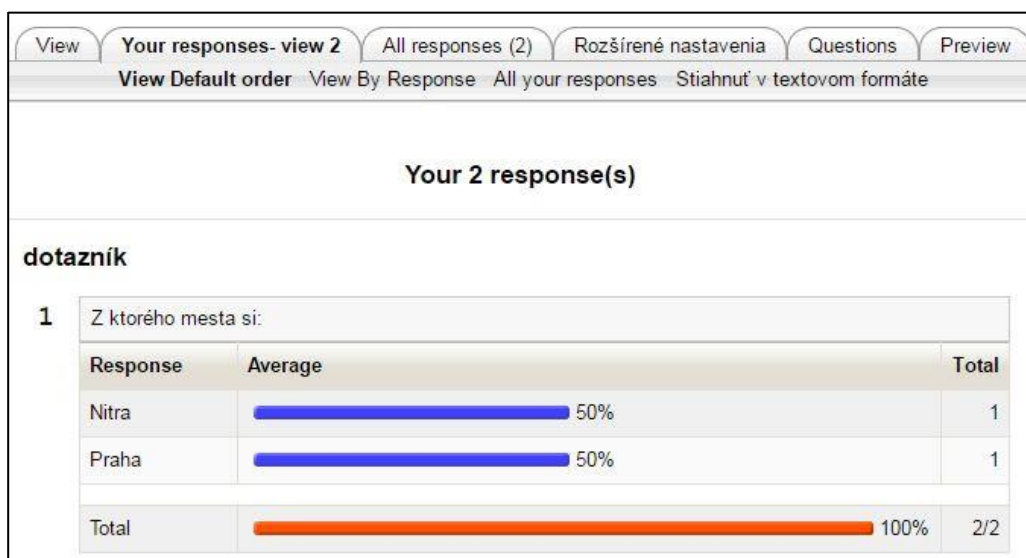 View Your responses- view 2 All responses (2) Rozšírené nastavenia Questions Preview
View Default order View By Response All your responses Stiahnuť v textovom formáte
Your 2 response(s)
dotazník
1 Z ktorého mesta si:
Response Average Total
Nitra 50% 1
Praha 50% 1
Total 100% 2/2